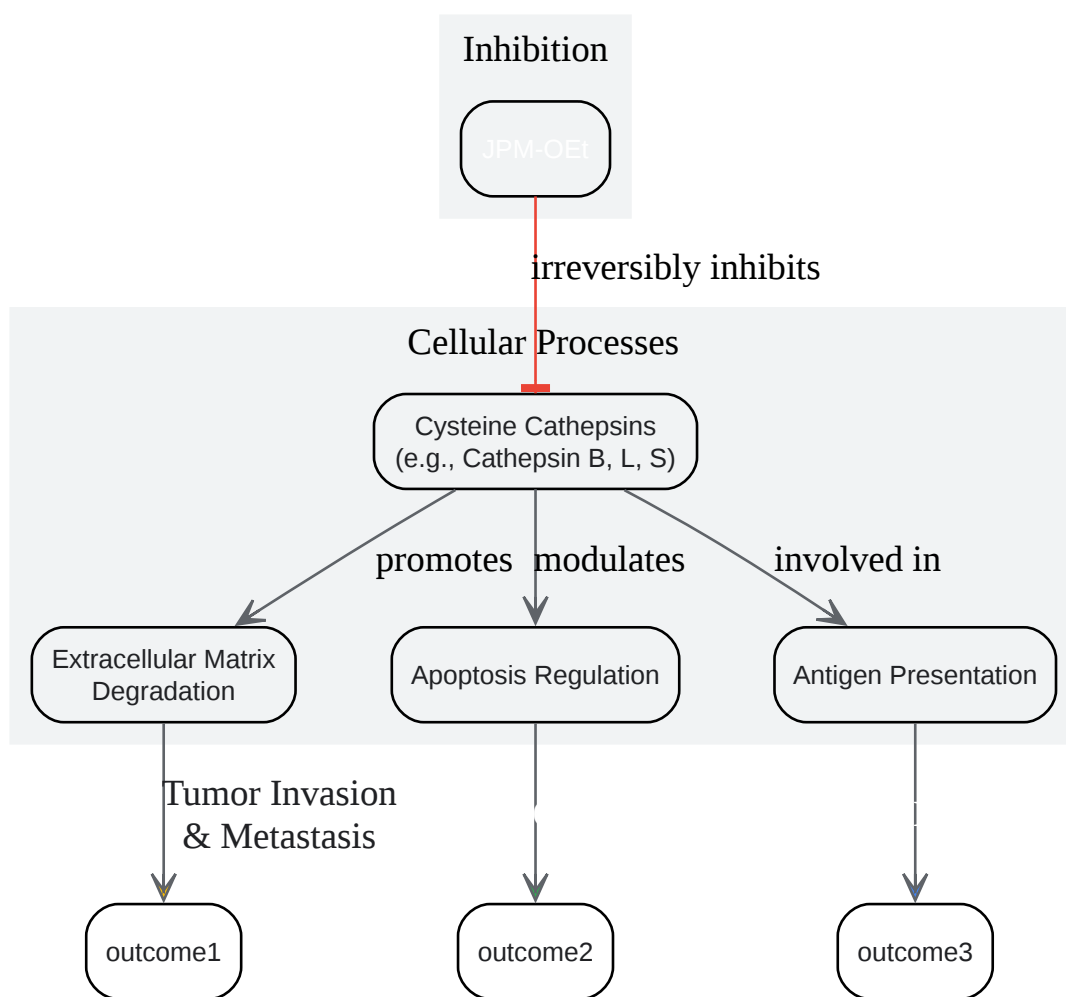 Inhibition
JPM-OEt
irreversibly inhibits
Cellular Processes
Cysteine Cathepsins
(e.g., Cathepsin B, L, S)
promotes
modulates
involved in
Extracellular Matrix
Degradation
Apoptosis Regulation
Antigen Presentation
Tumor Invasion
& Metastasis
outcome1
outcome2
outcome3